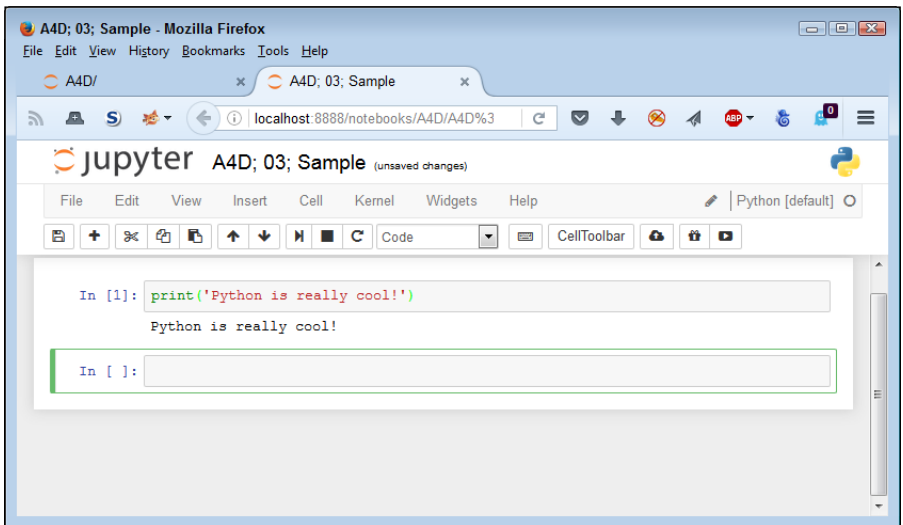 A4D; 03; Sample - Mozilla Firefox
File Edit View History Bookmarks Tools Help
A4D/ × A4D; 03; Sample ×
S) i localhost:8888/notebooks/A4D/A4D%3 ABP 0
jupyter A4D; 03; Sample (unsaved changes)
File Edit View Insert Cell Kernel Widgets Help Python [default]
Code CellToolbar
In [1]: print('Python is really cool!')
Python is really cool!
In [ ]: